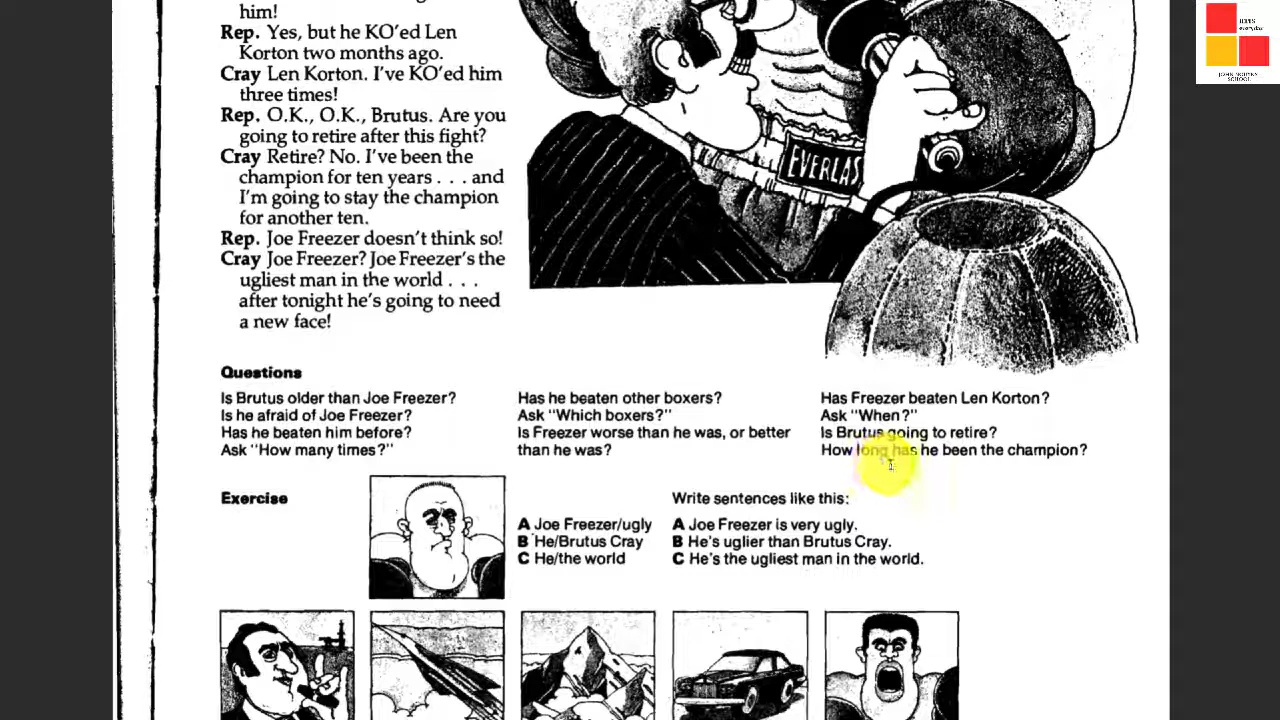 him!
Rep. Yes, but he KO'ed Len
Korton two months ago.
Cray Len Korton. I've KO'ed him
three times!
Rep. O.K., O.K., Brutus. Are you
going to retire after this fight?
Cray Retire? No. I've been the
champion for ten years . . . and
I'm going to stay the champion
for another ten.
Rep. Joe Freezer doesn't think so!
Cray Joe Freezer? Joe Freezer's the
ugliest man in the world . . .
after tonight he's going to need
a new face!
EVERLAS
Questions
Is Brutus older than Joe Freezer?
Is he afraid of Joe Freezer?
Has he beaten him before?
Ask "How many times?"
Has he beaten other boxers?
Ask "Which boxers?"
Is Freezer worse than he was, or better
than he was?
Has Freezer beaten Len Korton?
Ask "When?"
Is Brutus going to retire?
How long has he been the champion?
Exercise
A Joe Freezer/ugly
B He/Brutus Cray
C He/the world
Write sentences like this:
A Joe Freezer is very ugly.
B He's uglier than Brutus Cray.
C He's the ugliest man in the world.
SCHOOL